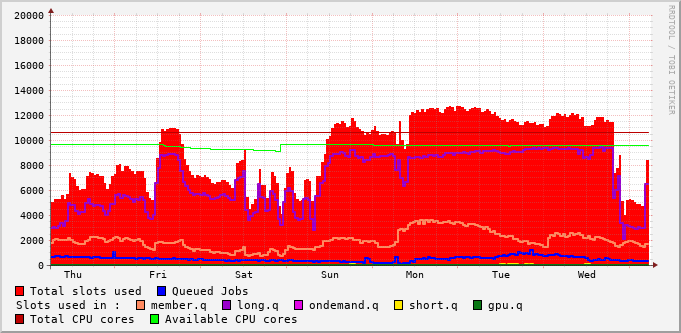 RRDTOOL / TOBI OETIKER
20000
18000
16000
14000
12000
10000
8000
6000
4000
2000
0
Thu Fri Sat Sun Mon Tue Wed
Total slots used Queued Jobs
Slots used in : member.q long.q ondemand.q short.q gpu.q
Total CPU cores Available CPU cores